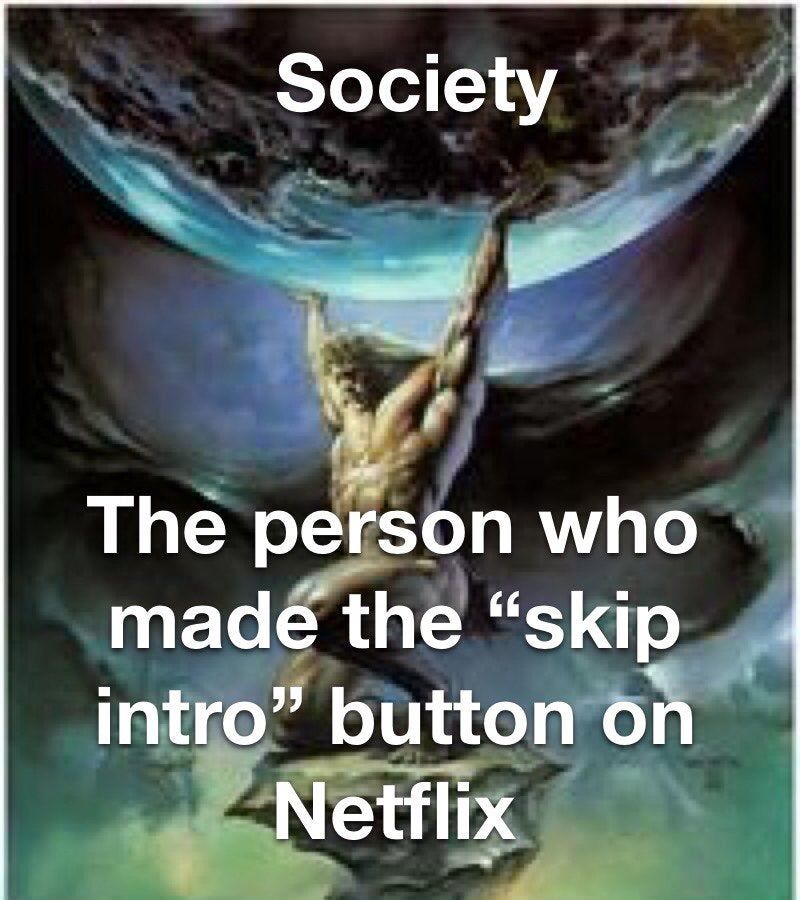 Society
The person who
made the “skip
intro” button on
Netflix